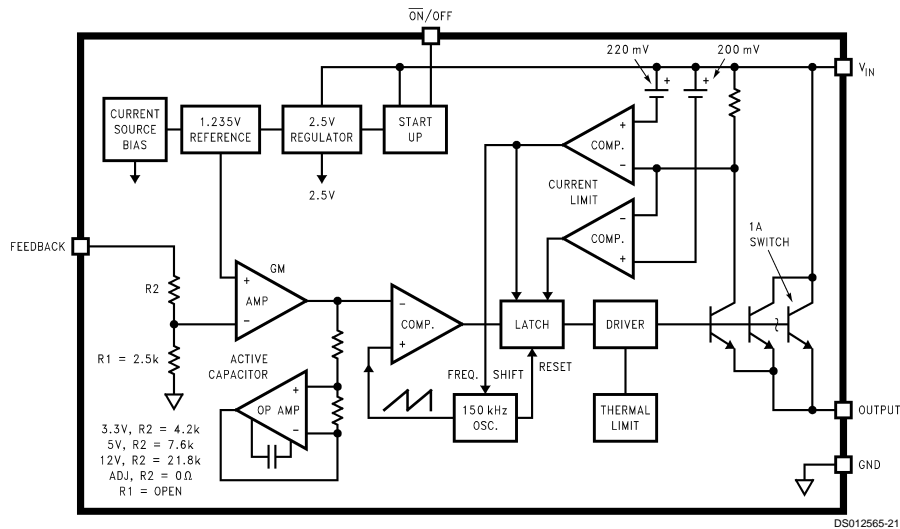 ON/OFF
220 mV
200 mV
+
+
VIN
CURRENT
SOURCE
BIAS
1.235V
REFERENCE
2.5V
REGULATOR
START
UP
+
COMP.
−
2.5V
CURRENT
LIMIT
−
COMP.
+
1A
SWITCH
FEEDBACK
GM
R2
+
AMP
−
−
COMP.
+
LATCH
DRIVER
R1 = 2.5k
ACTIVE
CAPACITOR
FREQ. SHIFT
RESET
+
OP AMP
−
150 kHz
OSC.
THERMAL
LIMIT
OUTPUT
3.3V, R2 = 4.2k
5V, R2 = 7.6k
12V, R2 = 21.8k
ADJ, R2 = 0Ω
R1 = OPEN
GND
DS012565-21